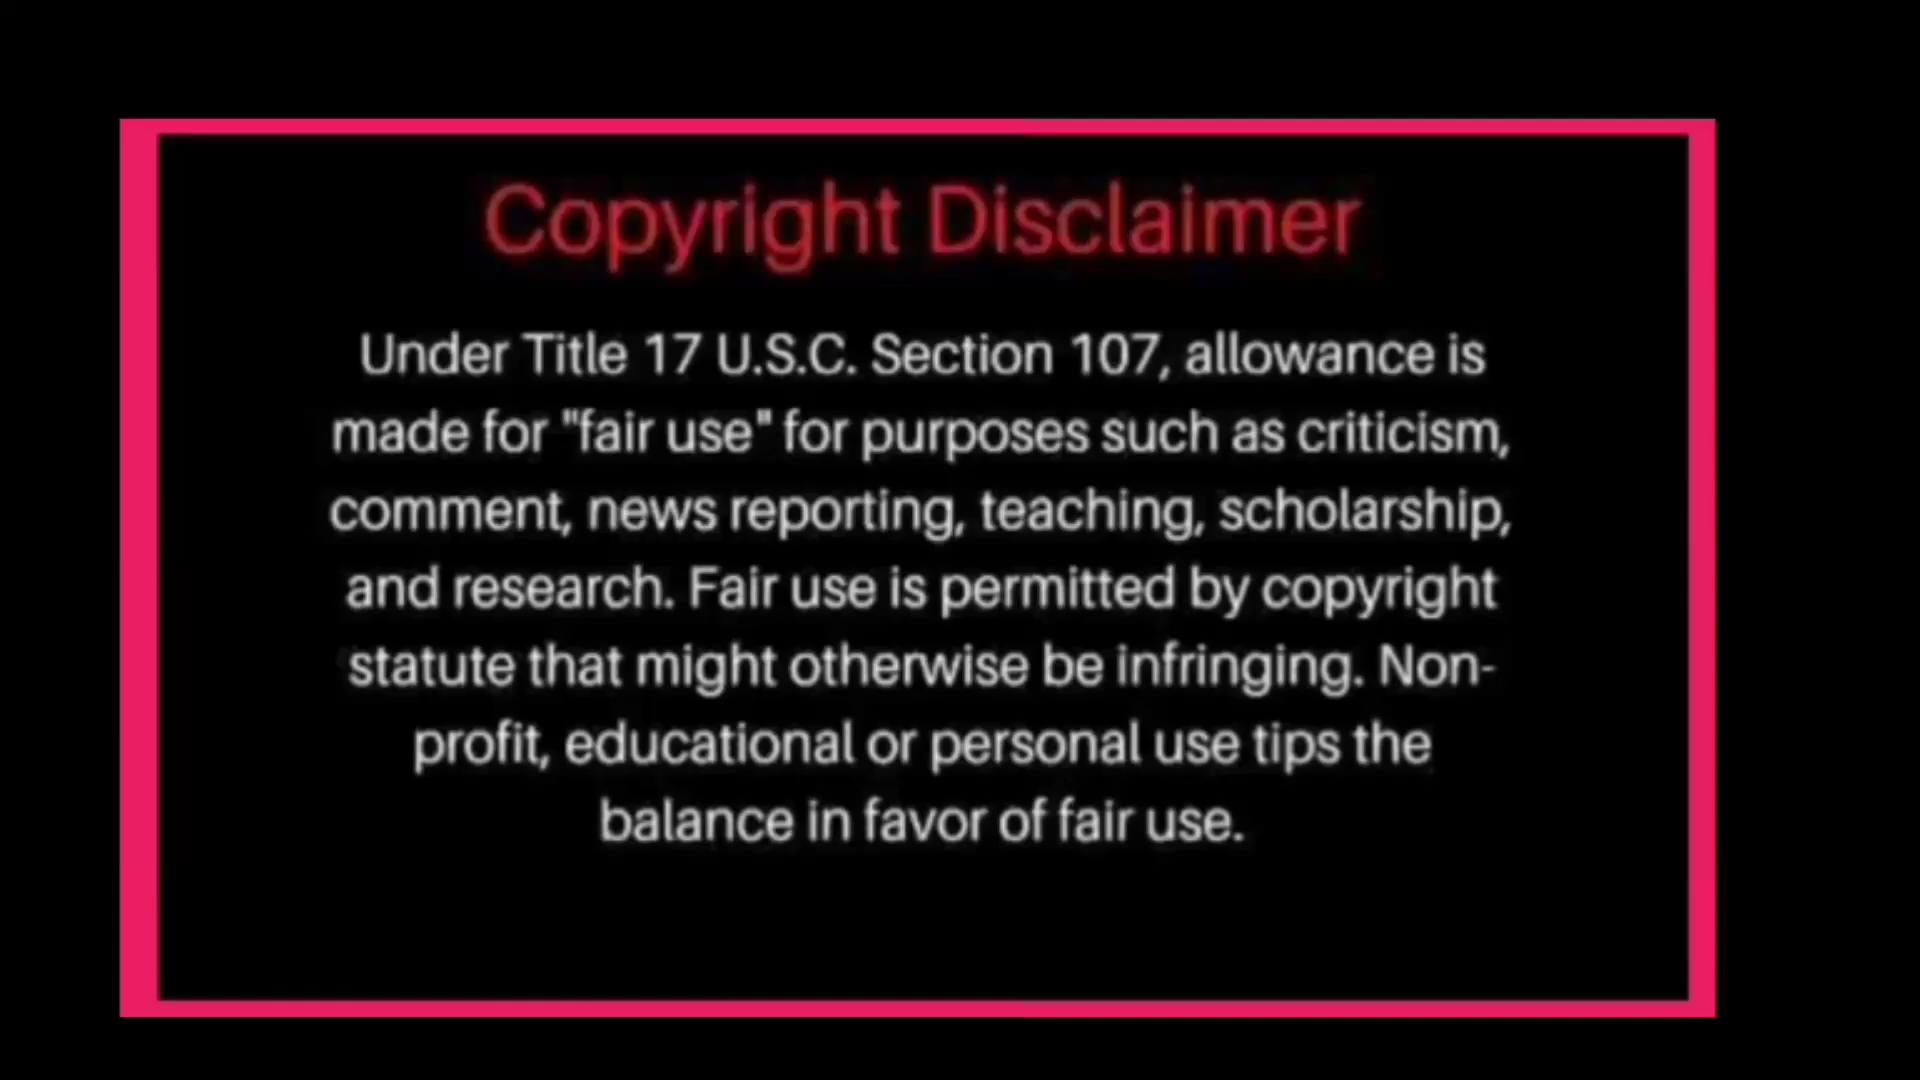 Copyright Disclaimer
Under Title 17 U.S.C. Section 107, allowance is
made for "fair use" for purposes such as criticism,
comment, news reporting, teaching, scholarship,
and research. Fair use is permitted by copyright
statute that might otherwise be infringing. Non-
profit, educational or personal use tips the
balance in favor of fair use.